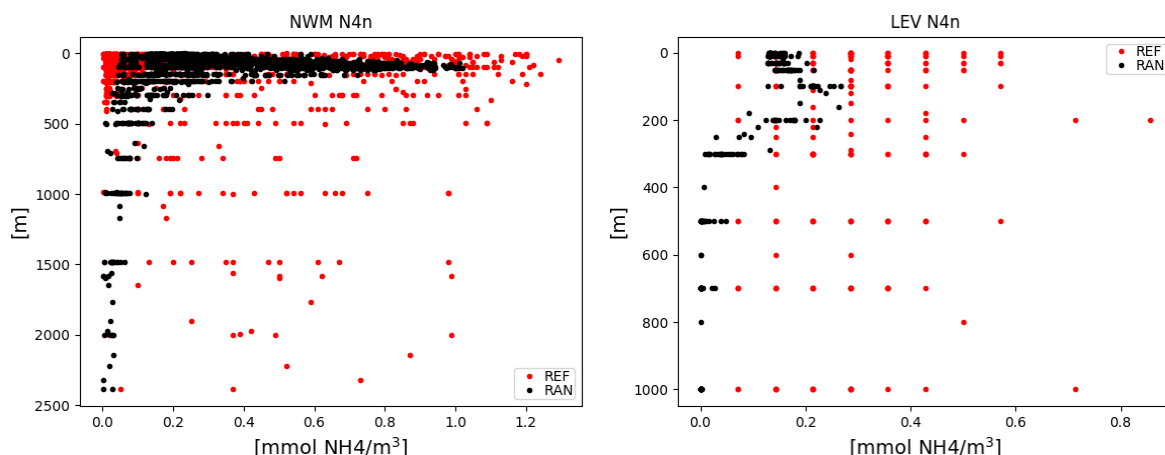 NWM N4n
0
500
1000
1500
2000
2500
[m]
0.0 0.2 0.4 0.6 0.8 1.0 1.2
[mmol NH4/m³]
REF
RAN
LEV N4n
0
200
400
600
800
1000
[m]
0.0 0.2 0.4 0.6 0.8
[mmol NH4/m³]
REF
RAN